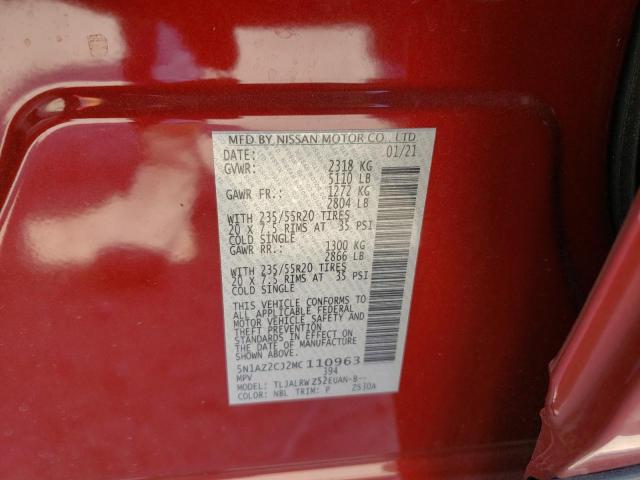 MFD BY NISSAN MOTOR CO., LTD
DATE: 01/21
GVWR: 2318 KG
5110 LB
GAWR FR.: 1272 KG
2804 LB
WITH 235/55R20 TIRES
20 X 7.5 RIMS AT 35 PSI
COLD SINGLE
GAWR RR.: 1300 KG
2866 LB
WITH 235/55R20 TIRES
20 X 7.5 RIMS AT 35 PSI
COLD SINGLE
THIS VEHICLE CONFORMS TO
ALL APPLICABLE FEDERAL
MOTOR VEHICLE SAFETY AND
THEFT PREVENTION
STANDARDS IN EFFECT ON
THE DATE OF MANUFACTURE
SHOWN ABOVE.
5N1AZ2CJ2MC110963
MPV 394
MODEL: TLJALRWZ52EUAN-B--
COLOR: NBL TRIM: P Z5J0A